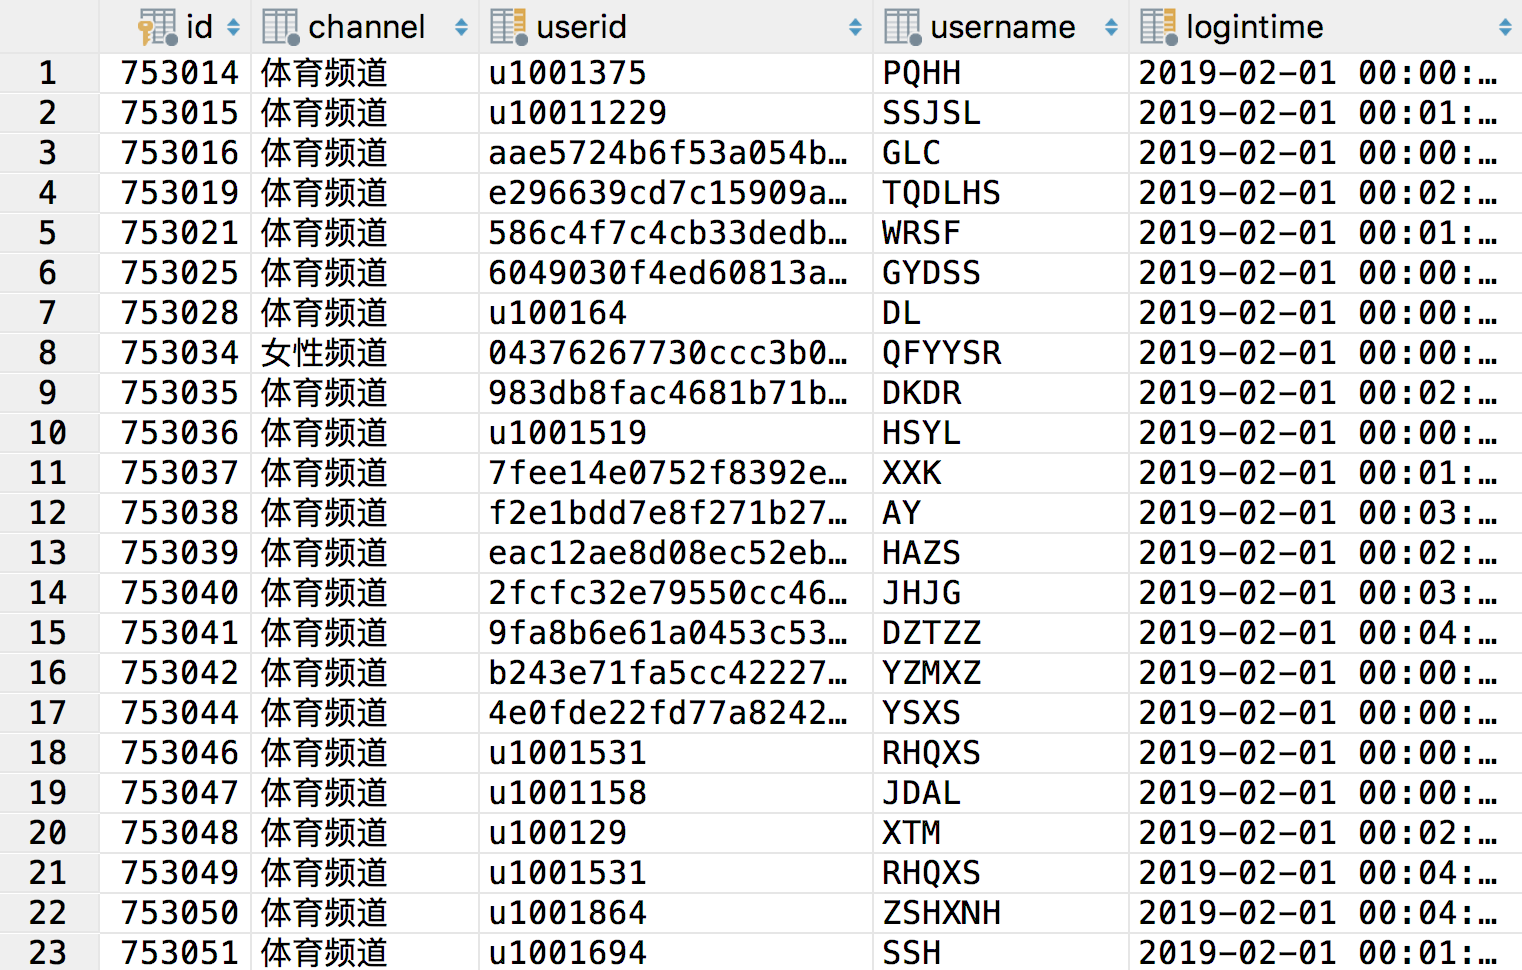 id channel userid username logintime
1 753014 体育频道 u1001375 PQHH 2019-02-01 00:00:…
2 753015 体育频道 u10011229 SSJSL 2019-02-01 00:01:…
3 753016 体育频道 aae5724b6f53a054b… GLC 2019-02-01 00:00:…
4 753019 体育频道 e296639cd7c15909a… TQDLHS 2019-02-01 00:02:…
5 753021 体育频道 586c4f7c4cb33dedb… WRSF 2019-02-01 00:01:…
6 753025 体育频道 6049030f4ed60813a… GYDSS 2019-02-01 00:00:…
7 753028 体育频道 u100164 DL 2019-02-01 00:00:…
8 753034 女性频道 04376267730ccc3b0… QFYYSR 2019-02-01 00:00:…
9 753035 体育频道 983db8fac4681b71b… DKDR 2019-02-01 00:02:…
10 753036 体育频道 u1001519 HSYL 2019-02-01 00:00:…
11 753037 体育频道 7fee14e0752f8392e… XXK 2019-02-01 00:01:…
12 753038 体育频道 f2e1bdd7e8f271b27… AY 2019-02-01 00:03:…
13 753039 体育频道 eac12ae8d08ec52eb… HAZS 2019-02-01 00:02:…
14 753040 体育频道 2fcfc32e79550cc46… JHJG 2019-02-01 00:03:…
15 753041 体育频道 9fa8b6e61a0453c53… DZTZZ 2019-02-01 00:04:…
16 753042 体育频道 b243e71fa5cc42227… YZMXZ 2019-02-01 00:00:…
17 753044 体育频道 4e0fde22fd77a8242… YSXS 2019-02-01 00:00:…
18 753046 体育频道 u1001531 RHQXS 2019-02-01 00:00:…
19 753047 体育频道 u1001158 JDAL 2019-02-01 00:00:…
20 753048 体育频道 u100129 XTM 2019-02-01 00:02:…
21 753049 体育频道 u1001531 RHQXS 2019-02-01 00:04:…
22 753050 体育频道 u1001864 ZSHXNH 2019-02-01 00:04:…
23 753051 体育频道 u1001694 SSH 2019-02-01 00:01:…